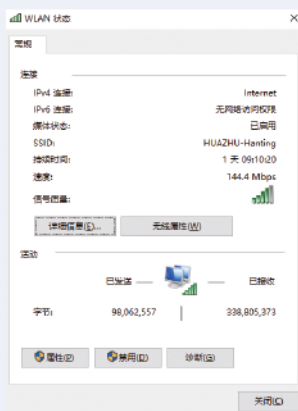 WLAN 状态
常规
连接
IPv4 连接: Internet
IPv6 连接: 无网络访问权限
媒体状态: 已启用
SSID: HUAZHU-Hanting
持续时间: 1 天 09:10:20
速度: 144.4 Mbps
信号质量:
详细信息(E)... 无线属性(W)
活动
已发送 — 已接收
字节: 98,062,557 | 338,805,373
属性(P) 禁用(D) 诊断(G)
关闭(C)